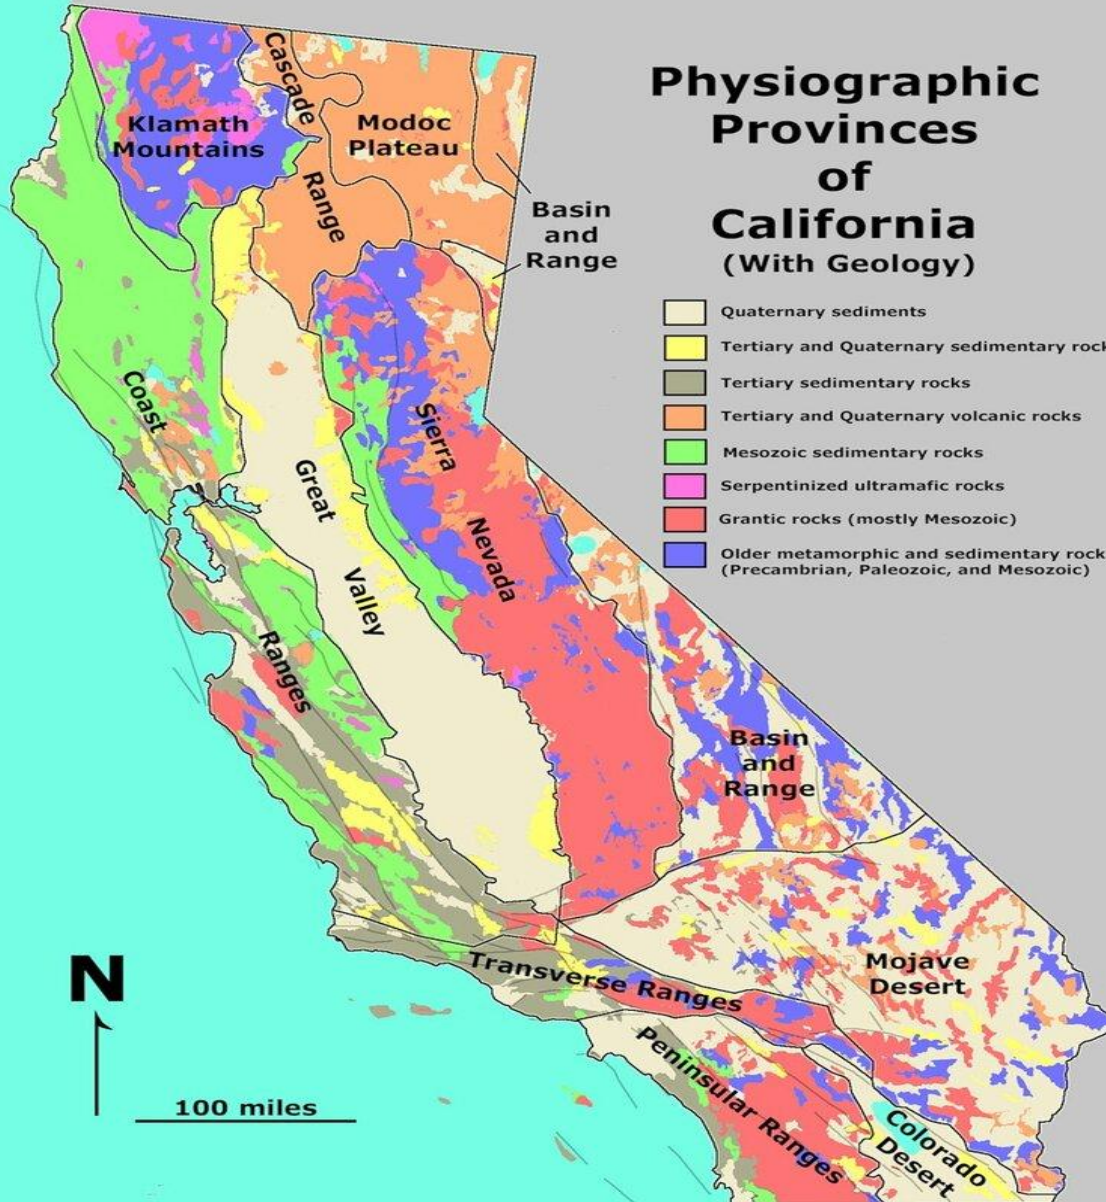 Physiographic
Provinces
of
California
(With Geology)
Quaternary sediments
Tertiary and Quaternary sedimentary rock
Tertiary sedimentary rocks
Tertiary and Quaternary volcanic rocks
Mesozoic sedimentary rocks
Serpentinized ultramafic rocks
Grantic rocks (mostly Mesozoic)
Older metamorphic and sedimentary rock
(Precambrian, Paleozoic, and Mesozoic)
Klamath
Mountains
Cascade
Range
Modoc
Plateau
Basin
and
Range
Coast
Ranges
Great
Valley
Sierra
Nevada
Basin
and
Range
Mojave
Desert
Transverse Ranges
Peninsular Ranges
Colorado
Desert
N
100 miles